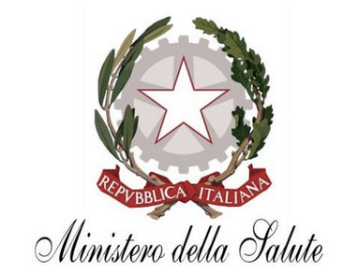 REPVBBLICA ITALIANA
Ministero della Salute